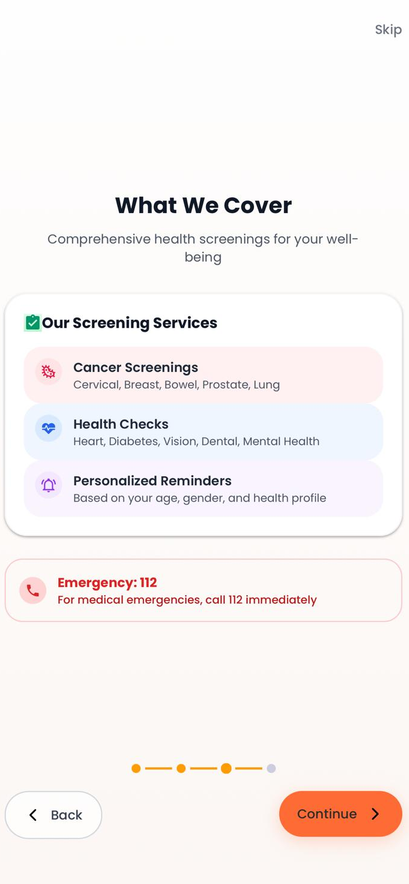 Skip
What We Cover
Comprehensive health screenings for your well-
being
Our Screening Services
Cancer Screenings
Cervical, Breast, Bowel, Prostate, Lung
Health Checks
Heart, Diabetes, Vision, Dental, Mental Health
Personalized Reminders
Based on your age, gender, and health profile
Emergency: 112
For medical emergencies, call 112 immediately
Back
Continue